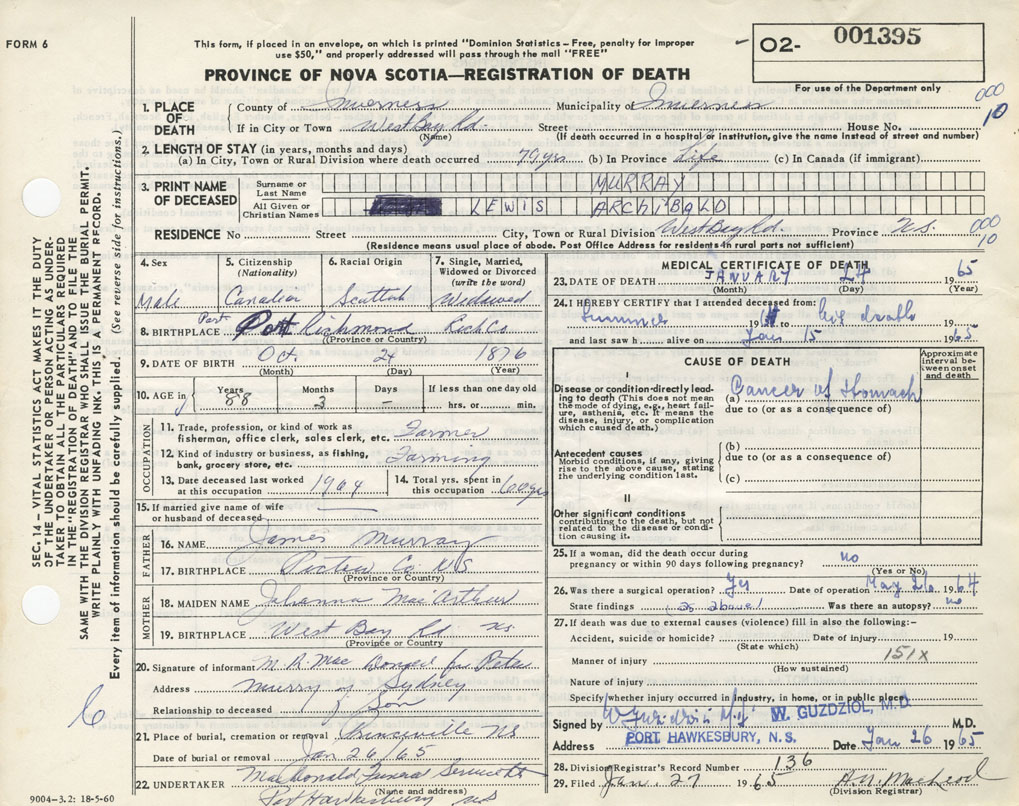 FORM 6
This form, if placed in an envelope, on which is printed "Dominion Statistics – Free, penalty for improper
use $50," and properly addressed will pass through the mail "FREE"
PROVINCE OF NOVA SCOTIA—REGISTRATION OF DEATH
02- 001395
For use of the Department only
000
10
1. PLACE OF DEATH
County of Inverness Municipality of Inverness
If in City or Town West Bay Rd. Street House No.
(Name) (If death occurred in a hospital or institution, give the name instead of street and number)
2. LENGTH OF STAY (in years, months and days)
(a) In City, Town or Rural Division where death occurred 79 yrs (b) In Province Life (c) In Canada (if immigrant)
3. PRINT NAME OF DECEASED
Surname or Last Name MURRAY
All Given or Christian Names LEWIS ARCHIBALD
RESIDENCE No Street City, Town or Rural Division West Bay Rd. Province N.S.
000
10
(Residence means usual place of abode. Post Office Address for residents in rural parts not sufficient)
4. Sex
Male
5. Citizenship
(Nationality)
Canadian
6. Racial Origin
Scottish
7. Single, Married,
Widowed or Divorced
(write the word)
Widowed
Port
8. BIRTHPLACE Port Richmond Rich Co.
(Province or Country)
9. DATE OF BIRTH Oct. 24 1876
(Month) (Day) (Year)
10. AGE in
Years Months Days If less than one day old
88 3 – hrs. or min.
OCCUPATION
11. Trade, profession, or kind of work as
fisherman, office clerk, sales clerk, etc. Farmer
12. Kind of industry or business, as fishing,
bank, grocery store, etc. Farming
13. Date deceased last worked
at this occupation 1964
14. Total yrs. spent in
this occupation 60 yrs
15. If married give name of wife
or husband of deceased
FATHER
16. NAME James Murray
17. BIRTHPLACE Pictou Co N.S
(Province or Country)
MOTHER
18. MAIDEN NAME Johanna MacArthur
19. BIRTHPLACE West Bay Rd N.S.
(Province or Country)
20. Signature of informant for Peter
Address Murry of Sydney
Relationship to deceased Son
21. Place of burial, cremation or removal Princeville NS
Date of burial or removal Jan 26/65
22. UNDERTAKER MacDonald Funeral
(Name and address)
Port Hawkesbury NS
9004-3.2: 18-5-60
MEDICAL CERTIFICATE OF DEATH
23. DATE OF DEATH JANUARY 24 1965
(Month) (Day) (Year)
24. I HEREBY CERTIFY that I attended deceased from:
Summer 19 to his death 19
and last saw h alive on Jan 15 1965
CAUSE OF DEATH
Approximate
interval be-
tween onset
and death
I
Disease or condition directly lead-
ing to death (This does not mean
the mode of dying, e.g., heart fail-
ure, asthenia, etc. It means the
disease, injury, or complication
which caused death.)
(a) Cancer of Stomach
due to (or as a consequence of)
Antecedent causes
Morbid conditions, if any, giving
rise to the above cause, stating
the underlying condition last.
(b)
due to (or as a consequence of)
(c)
II
Other significant conditions
contributing to the death, but not
related to the disease or condi-
tion causing it.
25. If a woman, did the death occur during
pregnancy or within 90 days following pregnancy? no
(Yes or No)
26. Was there a surgical operation? Yes Date of operation May 26 1964
State findings (as above) Was there an autopsy? no
27. If death was due to external causes (violence) fill in also the following:–
Accident, suicide or homicide? Date of injury 19
(State which)
Manner of injury 151X
(How sustained)
Nature of injury
Specify whether injury occurred in industry, in home, or in public place
Signed by W. GUZDZIOL, M.D. M.D.
Address PORT HAWKESBURY, N.S. Date Jan 26 1965
28. Division Registrar's Record Number 136
29. Filed Jan. 27 1965 A.N. MacLeod
(Division Registrar)
SEC. 14 – VITAL STATISTICS ACT MAKES IT THE DUTY
OF THE UNDERTAKER OR PERSON ACTING AS UNDER-
TAKER TO OBTAIN ALL THE PARTICULARS REQUIRED
IN THE "REGISTRATION OF DEATH" AND TO FILE THE
SAME WITH THE DIVISION REGISTRAR WHO SHALL ISSUE THE BURIAL PERMIT.
WRITE PLAINLY WITH UNFADING INK. THIS IS A PERMANENT RECORD.
Every item of information should be carefully supplied. (See reverse side for instructions.)